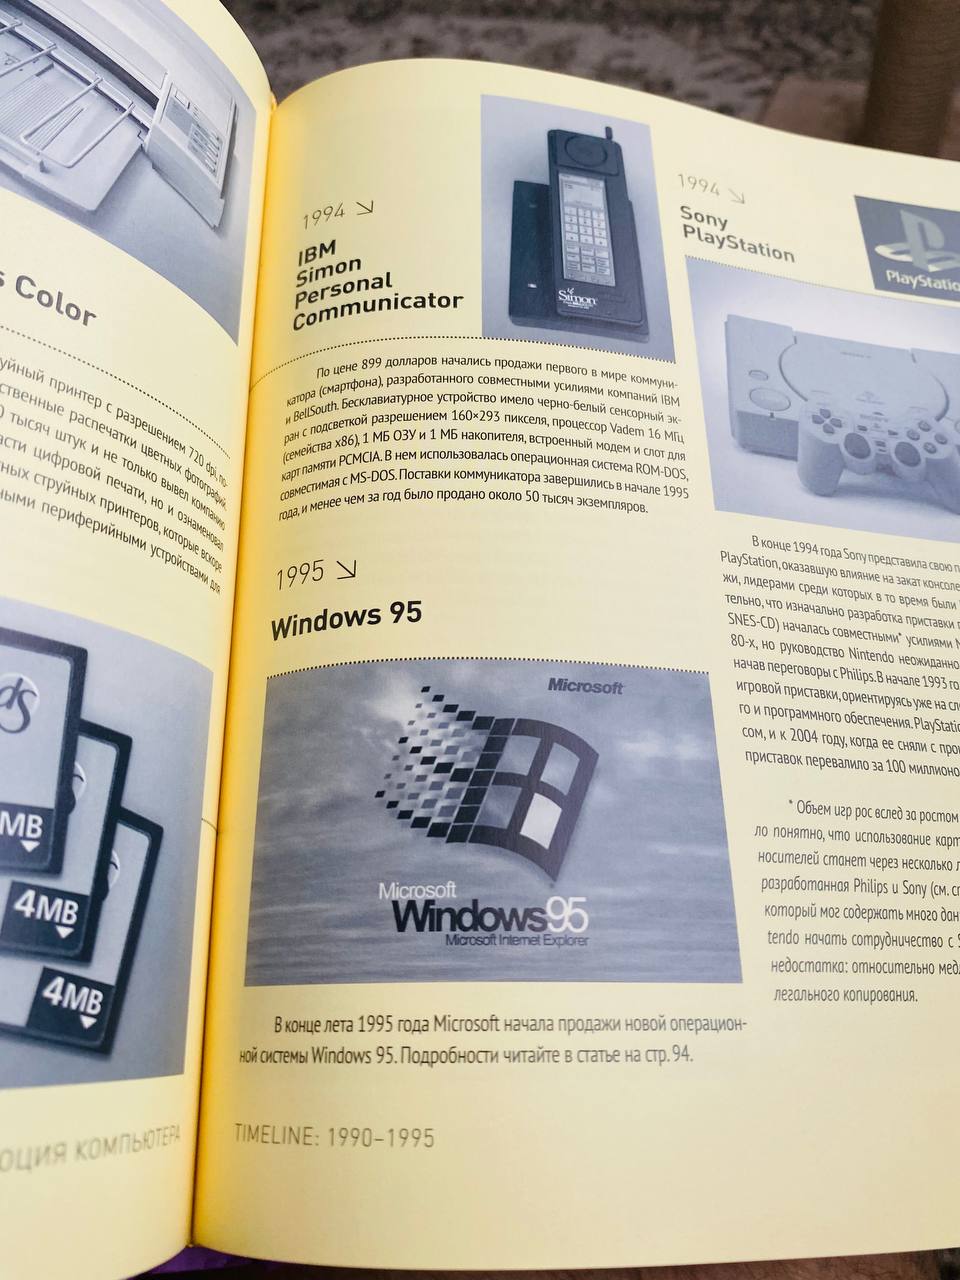 s Color
уйный принтер с разрешением 720 dpi, по-
ственные распечатки цветных фотографий.
0 тысяч штук и не только вывел компанию
асти цифровой печати, но и ознаменовал
ных струйных принтеров, которые вскоре
ными периферийными устройствами для
ds
MB
4MB
4MB
ЮЦИЯ КОМПЬЮТЕРА
1994
IBM
Simon
Personal
Communicator
Simon
По цене 899 долларов начались продажи первого в мире коммуни-
катора (смартфона), разработанного совместными усилиями компаний IBM
и BellSouth. Бесклавиатурное устройство имело черно-белый сенсорный эк-
ран с подсветкой разрешением 160×293 пикселя, процессор Vadem 16 МГц
(семейства x86), 1 МБ ОЗУ и 1 МБ накопителя, встроенный модем и слот для
карт памяти PCMCIA. В нем использовалась операционная система ROM-DOS,
совместимая с MS-DOS. Поставки коммуникатора завершились в начале 1995
года, и менее чем за год было продано около 50 тысяч экземпляров.
1995
Windows 95
Microsoft
Microsoft
Windows95
Microsoft Internet Explorer
В конце лета 1995 года Microsoft начала продажи новой операцион-
ной системы Windows 95. Подробности читайте в статье на стр. 94.
TIMELINE: 1990–1995
1994
Sony
PlayStation
PlayStatio
В конце 1994 года Sony представила свою п
PlayStation, оказавшую влияние на закат консоле
жи, лидерами среди которых в то время были
тельно, что изначально разработка приставки
SNES-CD) началась совместными* усилиями N
80-х, но руководство Nintendo неожиданно
начав переговоры с Philips. В начале 1993 го
игровой приставки, ориентируясь уже на сл
го и программного обеспечения. PlayStatio
сом, и к 2004 году, когда ее сняли с про
приставок перевалило за 100 миллионо
* Объем игр рос вслед за ростом
ло понятно, что использование карт
носителей станет через несколько л
разработанная Philips и Sony (см. ст
который мог содержать много дан
tendo начать сотрудничество с S
недостатка: относительно медл
легального копирования.